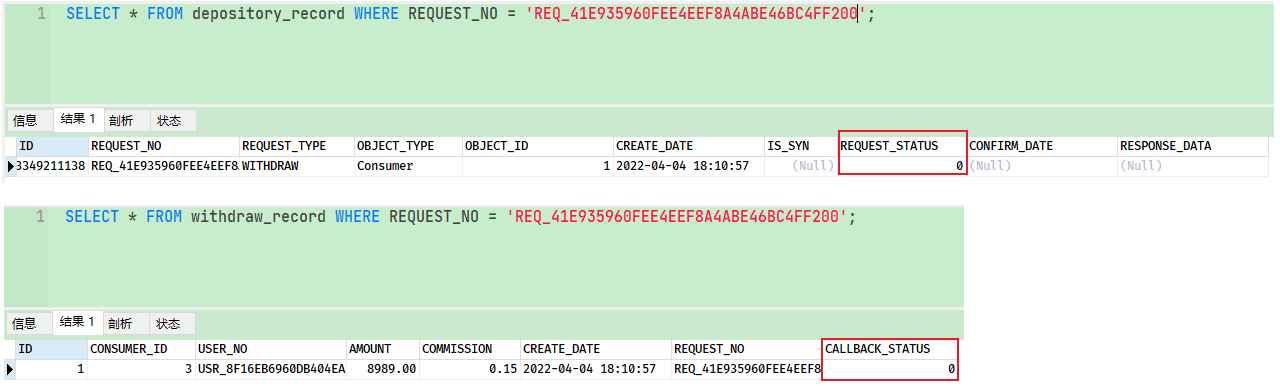 1 SELECT * FROM depository_record WHERE REQUEST_NO = 'REQ_41E935960FEE4EEF8A4ABE46BC4FF200';
信息 结果 1 剖析 状态
ID REQUEST_NO REQUEST_TYPE OBJECT_TYPE OBJECT_ID CREATE_DATE IS_SYN REQUEST_STATUS CONFIRM_DATE RESPONSE_DATA
3349211138 REQ_41E935960FEE4EEF8 WITHDRAW Consumer 1 2022-04-04 18:10:57 (Null) 0 (Null) (Null)
1 SELECT * FROM withdraw_record WHERE REQUEST_NO = 'REQ_41E935960FEE4EEF8A4ABE46BC4FF200';
信息 结果 1 剖析 状态
ID CONSUMER_ID USER_NO AMOUNT COMMISSION CREATE_DATE REQUEST_NO CALLBACK_STATUS
1 3 USR_8F16EB6960DB404EA 8989.00 0.15 2022-04-04 18:10:57 REQ_41E935960FEE4EEF8 0